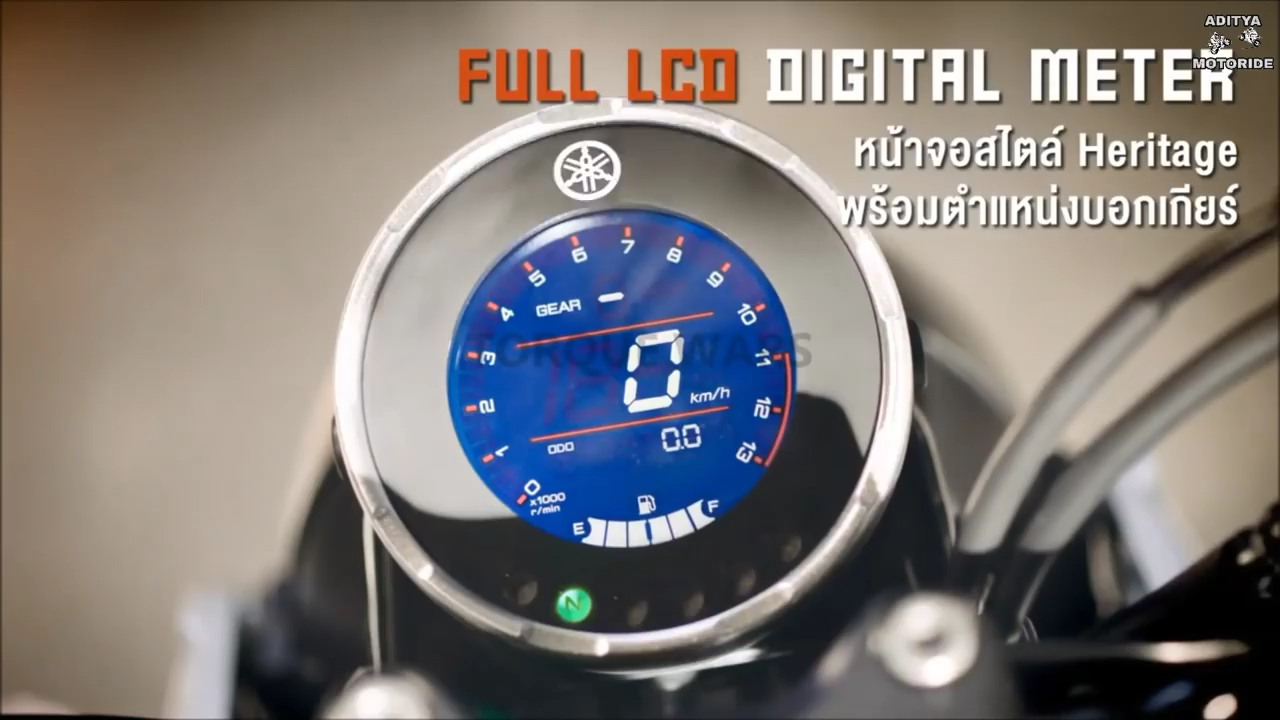 ADITYA
MOTORIDE
FULL LCD DIGITAL METER
หน้าจอสไตล์ Heritage
พร้อมตำแหน่งบอกเกียร์
7
6
8
5
9
4
GEAR -
10
3
TORQUE WARS
11
0
km/h
2
12
ODO
0.0
1
13
0
x1000
r/min
E
F
N